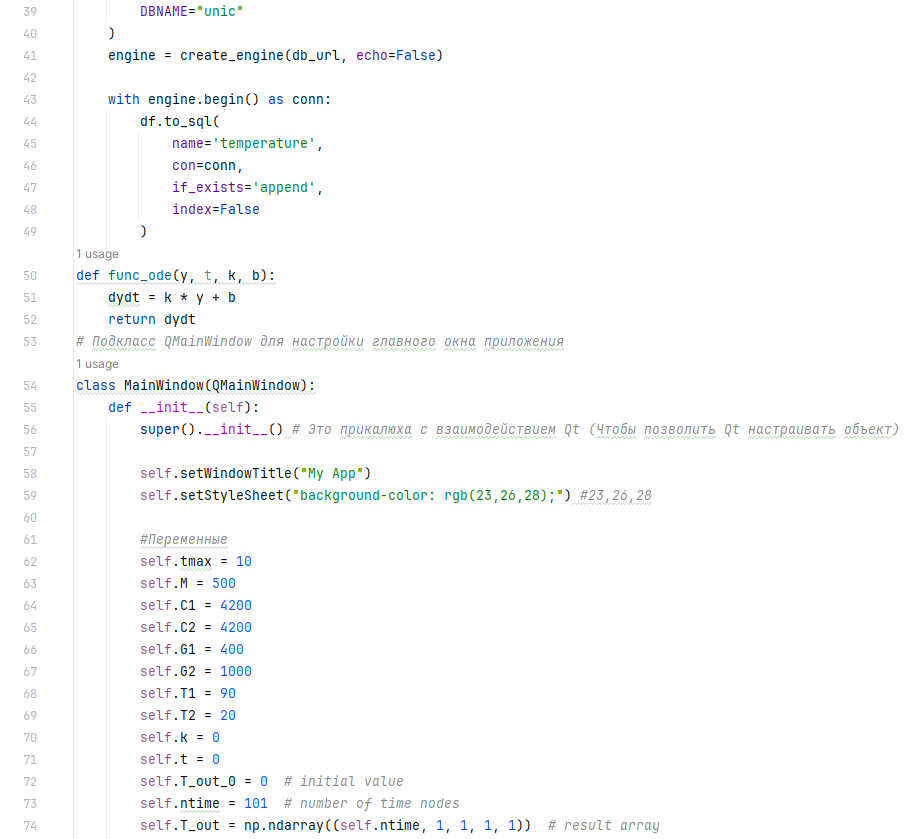 39 DBNAME="unic"
40 )
41 engine = create_engine(db_url, echo=False)
42
43 with engine.begin() as conn:
44 df.to_sql(
45 name='temperature',
46 con=conn,
47 if_exists='append',
48 index=False
49 )
1 usage
50 def func_ode(y, t, k, b):
51 dydt = k * y + b
52 return dydt
53 # Подкласс QMainWindow для настройки главного окна приложения
1 usage
54 class MainWindow(QMainWindow):
55 def __init__(self):
56 super().__init__() # Это прикалюха с взаимодействием Qt (Чтобы позволить Qt настраивать объект)
57
58 self.setWindowTitle("My App")
59 self.setStyleSheet("background-color: rgb(23,26,28);") #23,26,28
60
61 #Переменные
62 self.tmax = 10
63 self.M = 500
64 self.C1 = 4200
65 self.C2 = 4200
66 self.G1 = 400
67 self.G2 = 1000
68 self.T1 = 90
69 self.T2 = 20
70 self.k = 0
71 self.t = 0
72 self.T_out_0 = 0 # initial value
73 self.ntime = 101 # number of time nodes
74 self.T_out = np.ndarray((self.ntime, 1, 1, 1, 1)) # result array